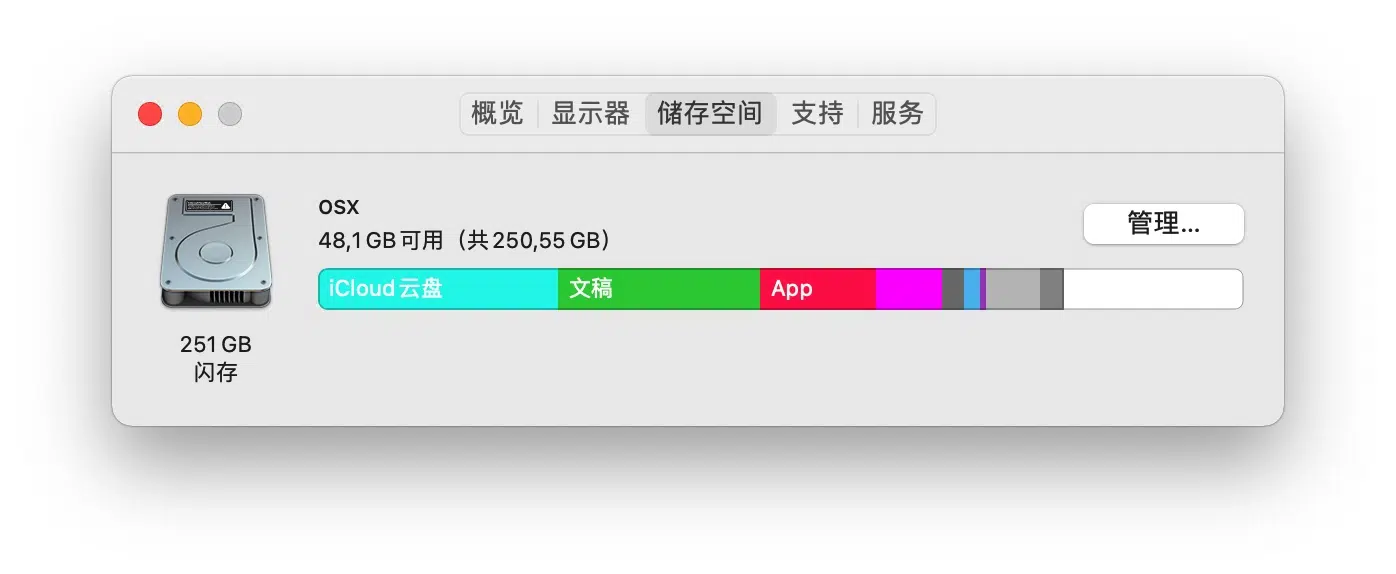 概览 显示器 储存空间 支持 服务
OSX
48,1 GB 可用（共 250,55 GB）
管理...
iCloud 云盘 文稿 App
251 GB
闪存